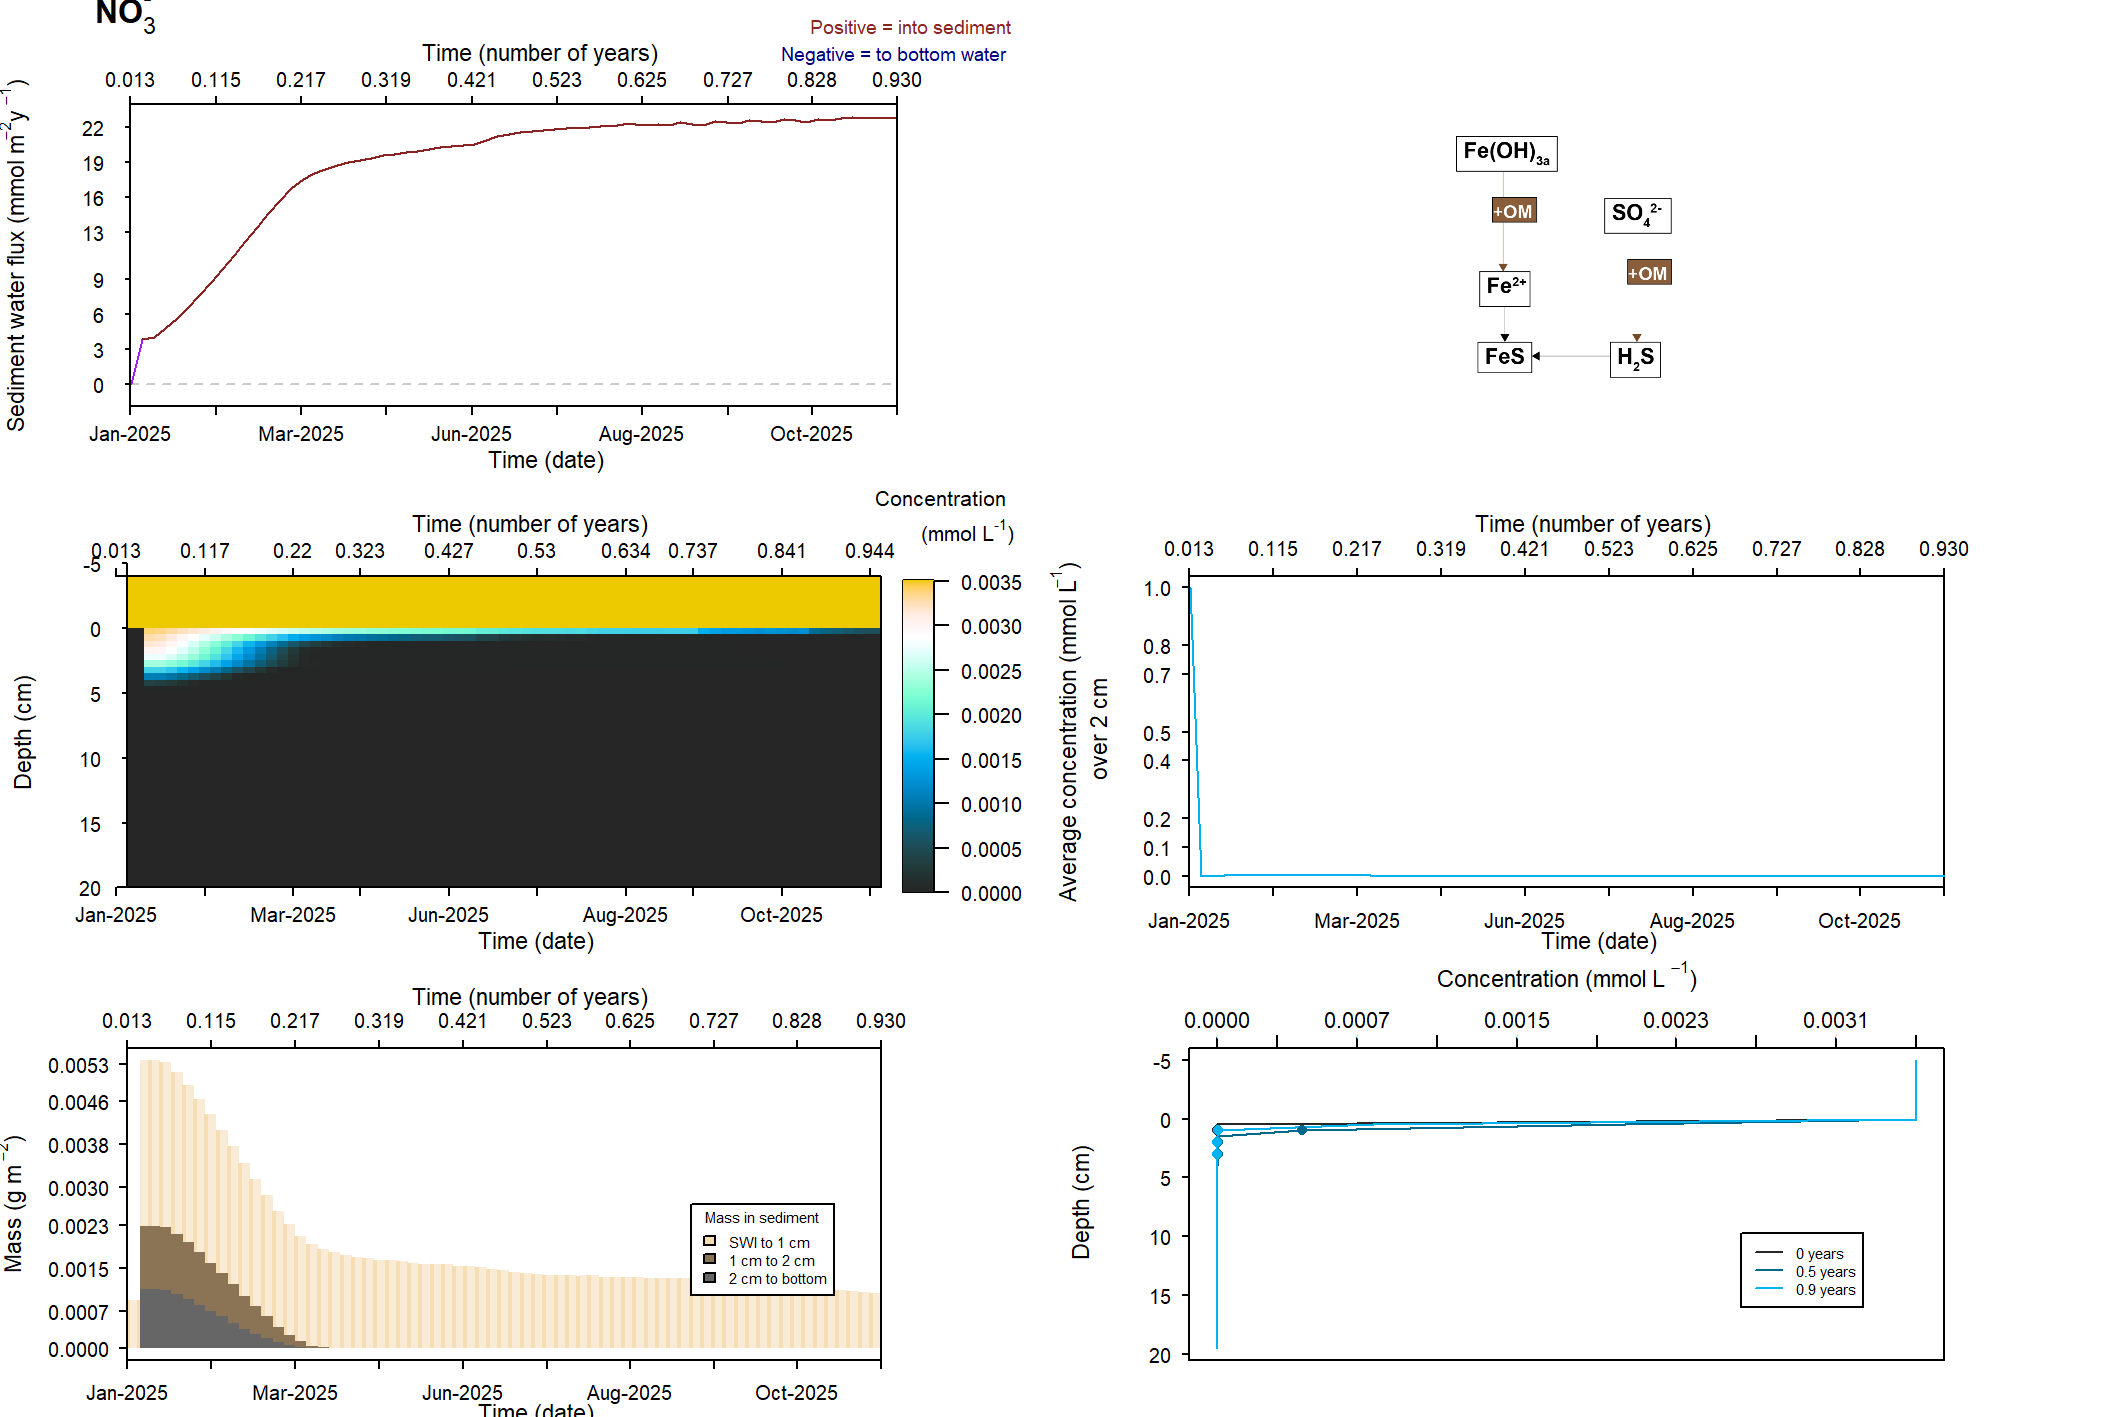 NO3-
Positive = into sediment
Negative = to bottom water
Time (number of years)
0.013 0.115 0.217 0.319 0.421 0.523 0.625 0.727 0.828 0.930
Sediment water flux (mmol m−2y−1)
22
19
16
13
9
6
3
0
Jan-2025 Mar-2025 Jun-2025 Aug-2025 Oct-2025
Time (date)
Fe(OH)3a
+OM
SO4 2-
+OM
Fe2+
FeS
H2S
Concentration
(mmol L-1)
Time (number of years)
0.013 0.117 0.22 0.323 0.427 0.53 0.634 0.737 0.841 0.944
Depth (cm)
-5
0
5
10
15
20
Jan-2025 Mar-2025 Jun-2025 Aug-2025 Oct-2025
Time (date)
0.0035
0.0030
0.0025
0.0020
0.0015
0.0010
0.0005
0.0000
Time (number of years)
0.013 0.115 0.217 0.319 0.421 0.523 0.625 0.727 0.828 0.930
Average concentration (mmol L−1)
over 2 cm
1.0
0.8
0.7
0.5
0.4
0.2
0.1
0.0
Jan-2025 Mar-2025 Jun-2025 Aug-2025 Oct-2025
Time (date)
Time (number of years)
0.013 0.115 0.217 0.319 0.421 0.523 0.625 0.727 0.828 0.930
Mass (g m−2)
0.0053
0.0046
0.0038
0.0030
0.0023
0.0015
0.0007
0.0000
Mass in sediment
SWI to 1 cm
1 cm to 2 cm
2 cm to bottom
Jan-2025 Mar-2025 Jun-2025 Aug-2025 Oct-2025
Time (date)
Concentration (mmol L −1)
0.0000 0.0007 0.0015 0.0023 0.0031
Depth (cm)
-5
0
5
10
15
20
0 years
0.5 years
0.9 years